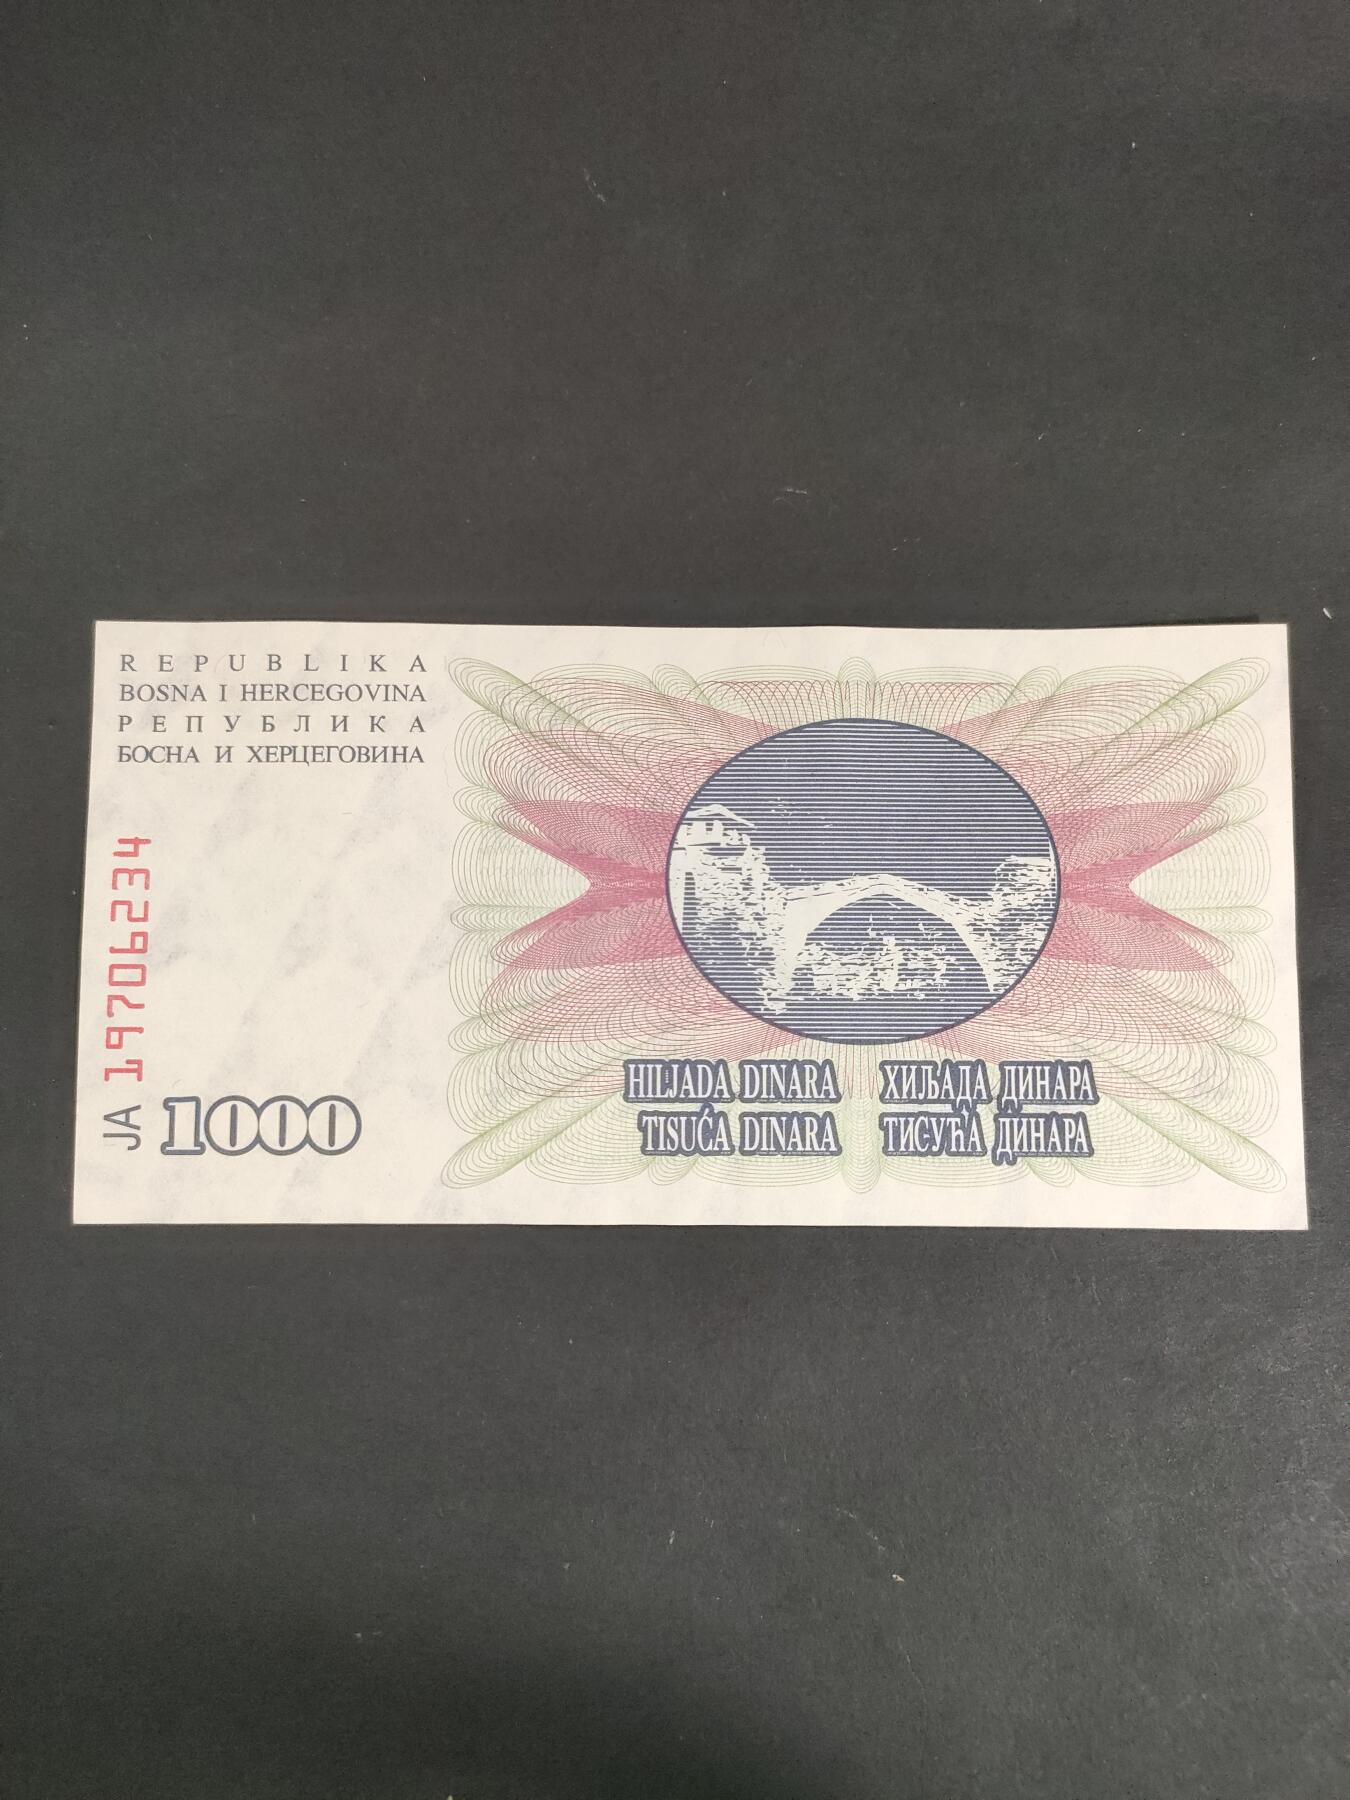 REPUBLIKA
BOSNA I HERCEGOVINA
РЕПУБЛИКА
БОСНА И ХЕРЦЕГОВИНА
JA 19706234
1000
HILJADA DINARA ХИЉАДА ДИНАРА
TISUĆA DINARA ТИСУЋА ДИНАРА